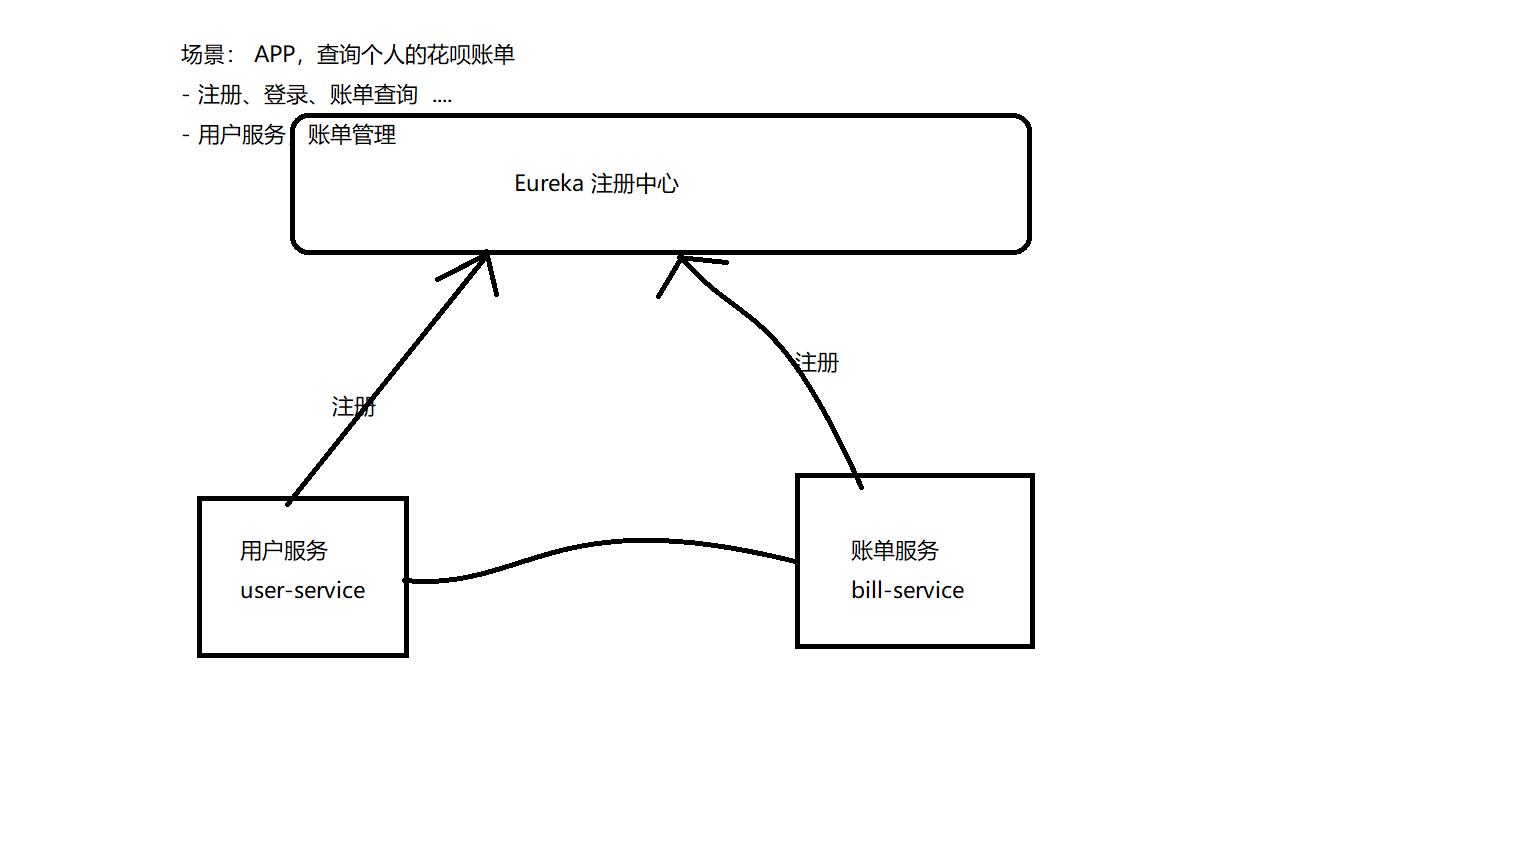 场景： APP，查询个人的花呗账单
- 注册、登录、账单查询 ....
- 用户服务 账单管理
Eureka 注册中心
注册
注册
用户服务
user-service
账单服务
bill-service